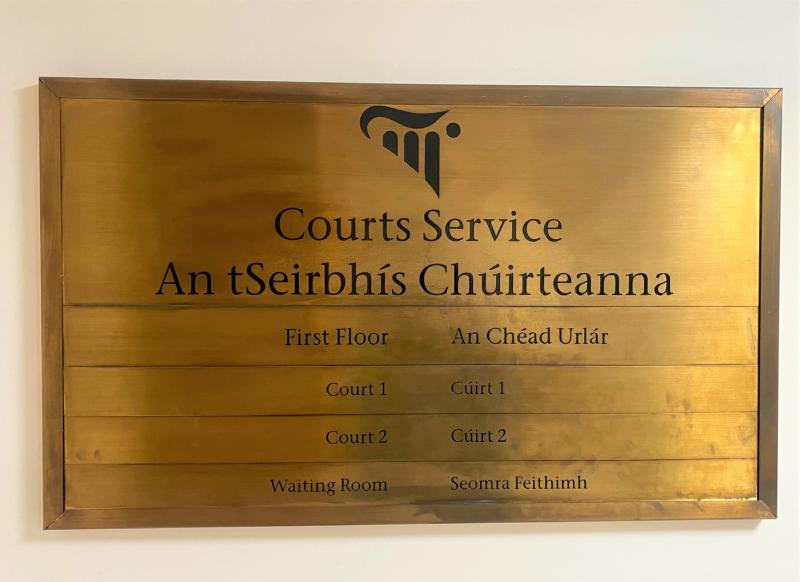 Courts Service
An tSeirbhís Chúirteanna
First Floor An Chéad Urlár
Court 1 Cúirt 1
Court 2 Cúirt 2
Waiting Room Seomra Feithimh